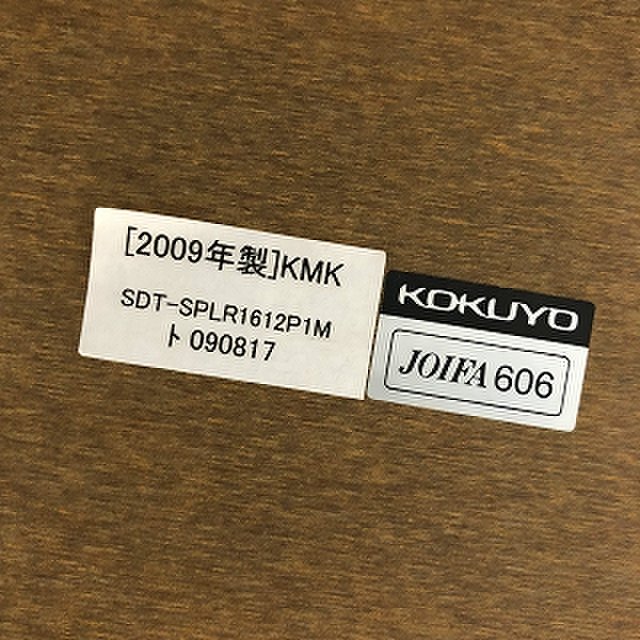 [2009年製]KMK
SDT-SPLR1612P1M
ト 090817
KOKUYO
JOIFA 606